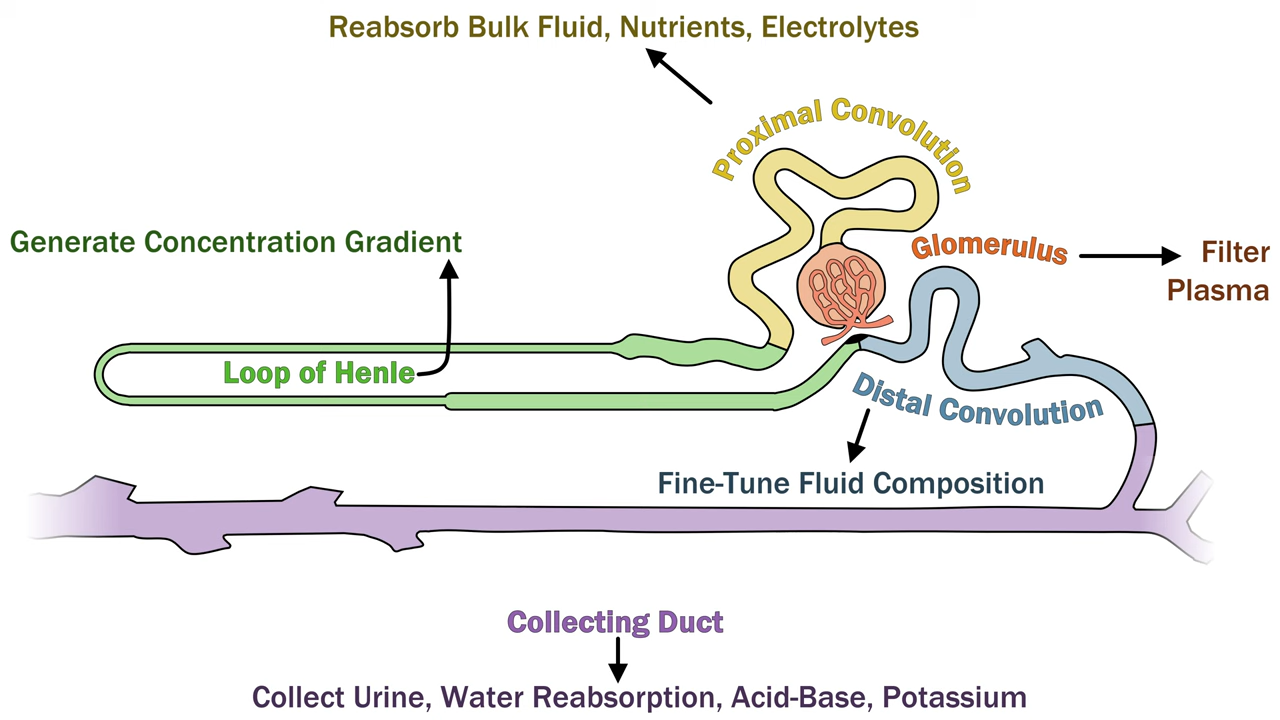 Reabsorb Bulk Fluid, Nutrients, Electrolytes
Proximal Convolution
Generate Concentration Gradient
Glomerulus
Filter
Plasma
Loop of Henle
Distal Convolution
Fine-Tune Fluid Composition
Collecting Duct
Collect Urine, Water Reabsorption, Acid-Base, Potassium